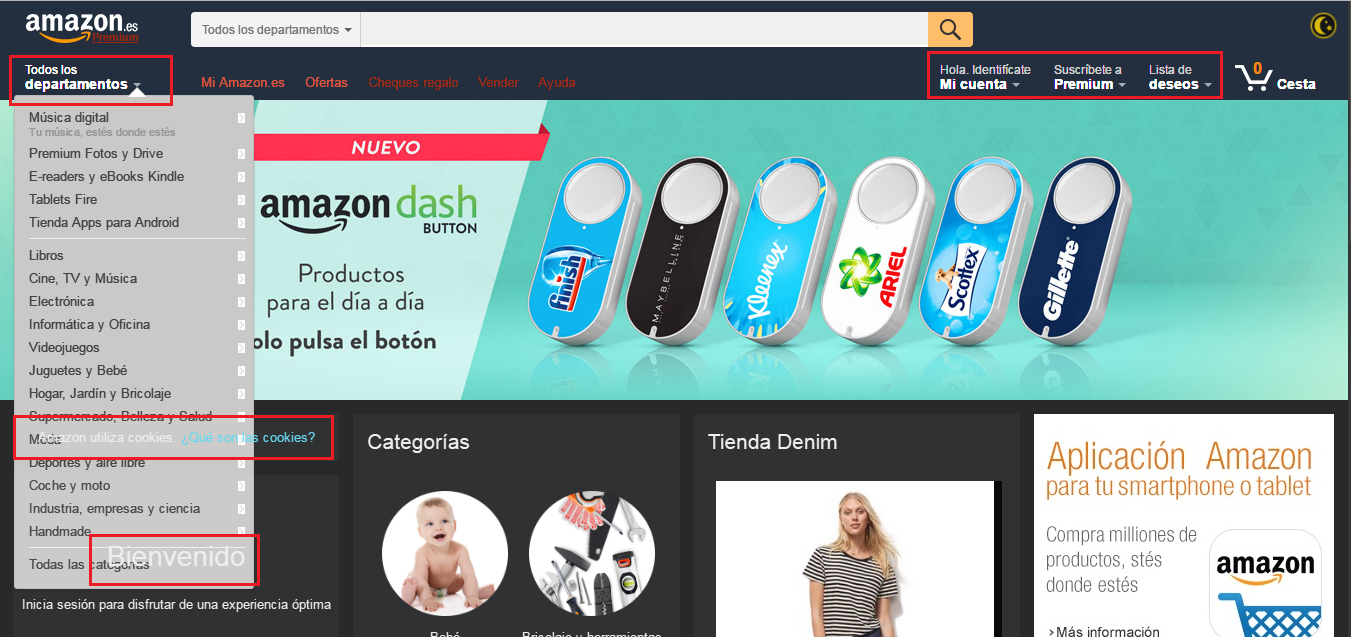 amazon.es
Premium
Todos los departamentos
Todos los
departamentos
Mi Amazon.es
Ofertas
Cheques regalo
Vender
Ayuda
Hola. Identifícate
Mi cuenta
Suscríbete a
Premium
Lista de
deseos
0
Cesta
Música digital
Tu música, estés donde estés
Premium Fotos y Drive
E-readers y eBooks Kindle
Tablets Fire
Tienda Apps para Android
Libros
Cine, TV y Música
Electrónica
Informática y Oficina
Videojuegos
Juguetes y Bebé
Hogar, Jardín y Bricolaje
Supermercado, Belleza y Salud
Moda
Deportes y aire libre
Coche y moto
Industria, empresas y ciencia
Handmade
Todas las categorías
NUEVO
amazon dash
BUTTON
Productos
para el día a día
olo pulsa el botón
finish
MAYBELLINE
Kleenex
ARIEL
Scottex
Gillette
Amazon utiliza cookies. ¿Qué son las cookies?
Bienvenido
Inicia sesión para disfrutar de una experiencia óptima
Categorías
Bebé
Bricolaje y herramientas
Tienda Denim
Aplicación Amazon
para tu smartphone o tablet
Compra millones de
productos, stés
donde estés
amazon
›Más información